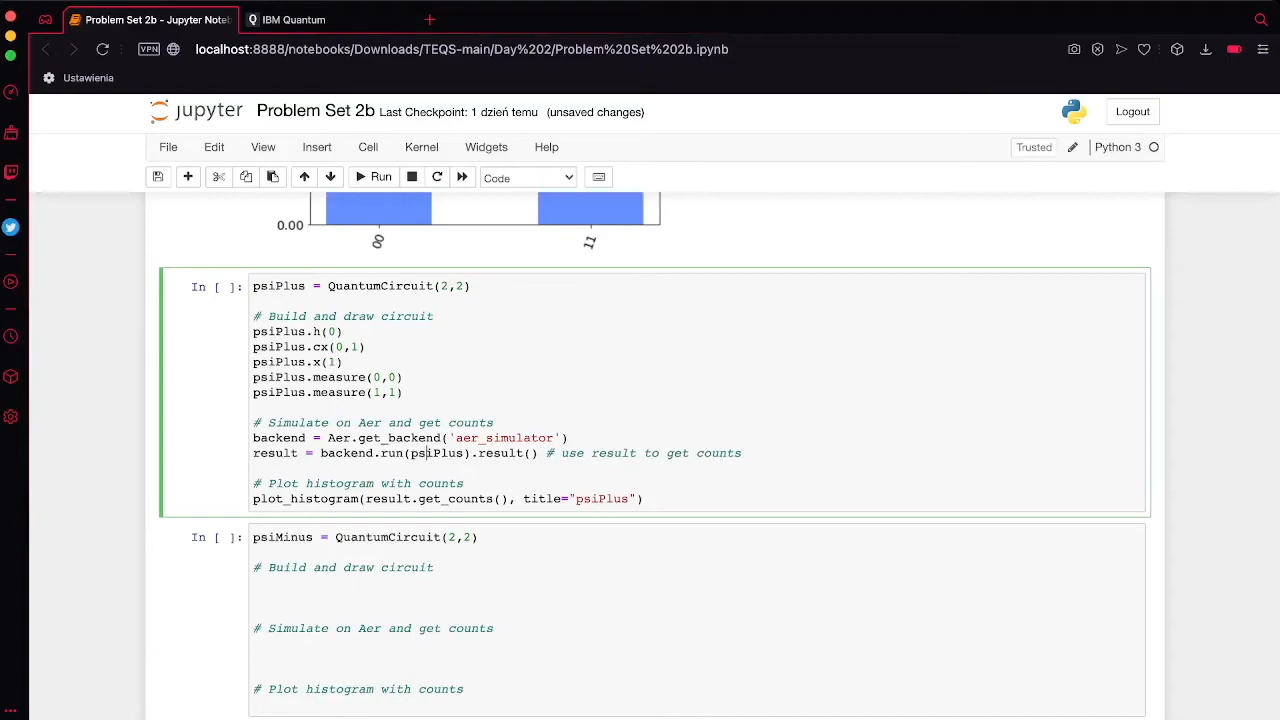 Problem Set 2b - Jupyter Noteb
IBM Quantum
VPN
localhost:8888/notebooks/Downloads/TEQS-main/Day%202/Problem%20Set%202b.ipynb
Ustawienia
jupyter
Problem Set 2b Last Checkpoint: 1 dzień temu (unsaved changes)
Logout
File Edit View Insert Cell Kernel Widgets Help
Trusted
Python 3
Run
Code
0.00
00
11
In [ ]:
psiPlus = QuantumCircuit(2,2)
# Build and draw circuit
psiPlus.h(0)
psiPlus.cx(0,1)
psiPlus.x(1)
psiPlus.measure(0,0)
psiPlus.measure(1,1)
# Simulate on Aer and get counts
backend = Aer.get_backend('aer_simulator')
result = backend.run(psiPlus).result() # use result to get counts
# Plot histogram with counts
plot_histogram(result.get_counts(), title="psiPlus")
In [ ]:
psiMinus = QuantumCircuit(2,2)
# Build and draw circuit
# Simulate on Aer and get counts
# Plot histogram with counts